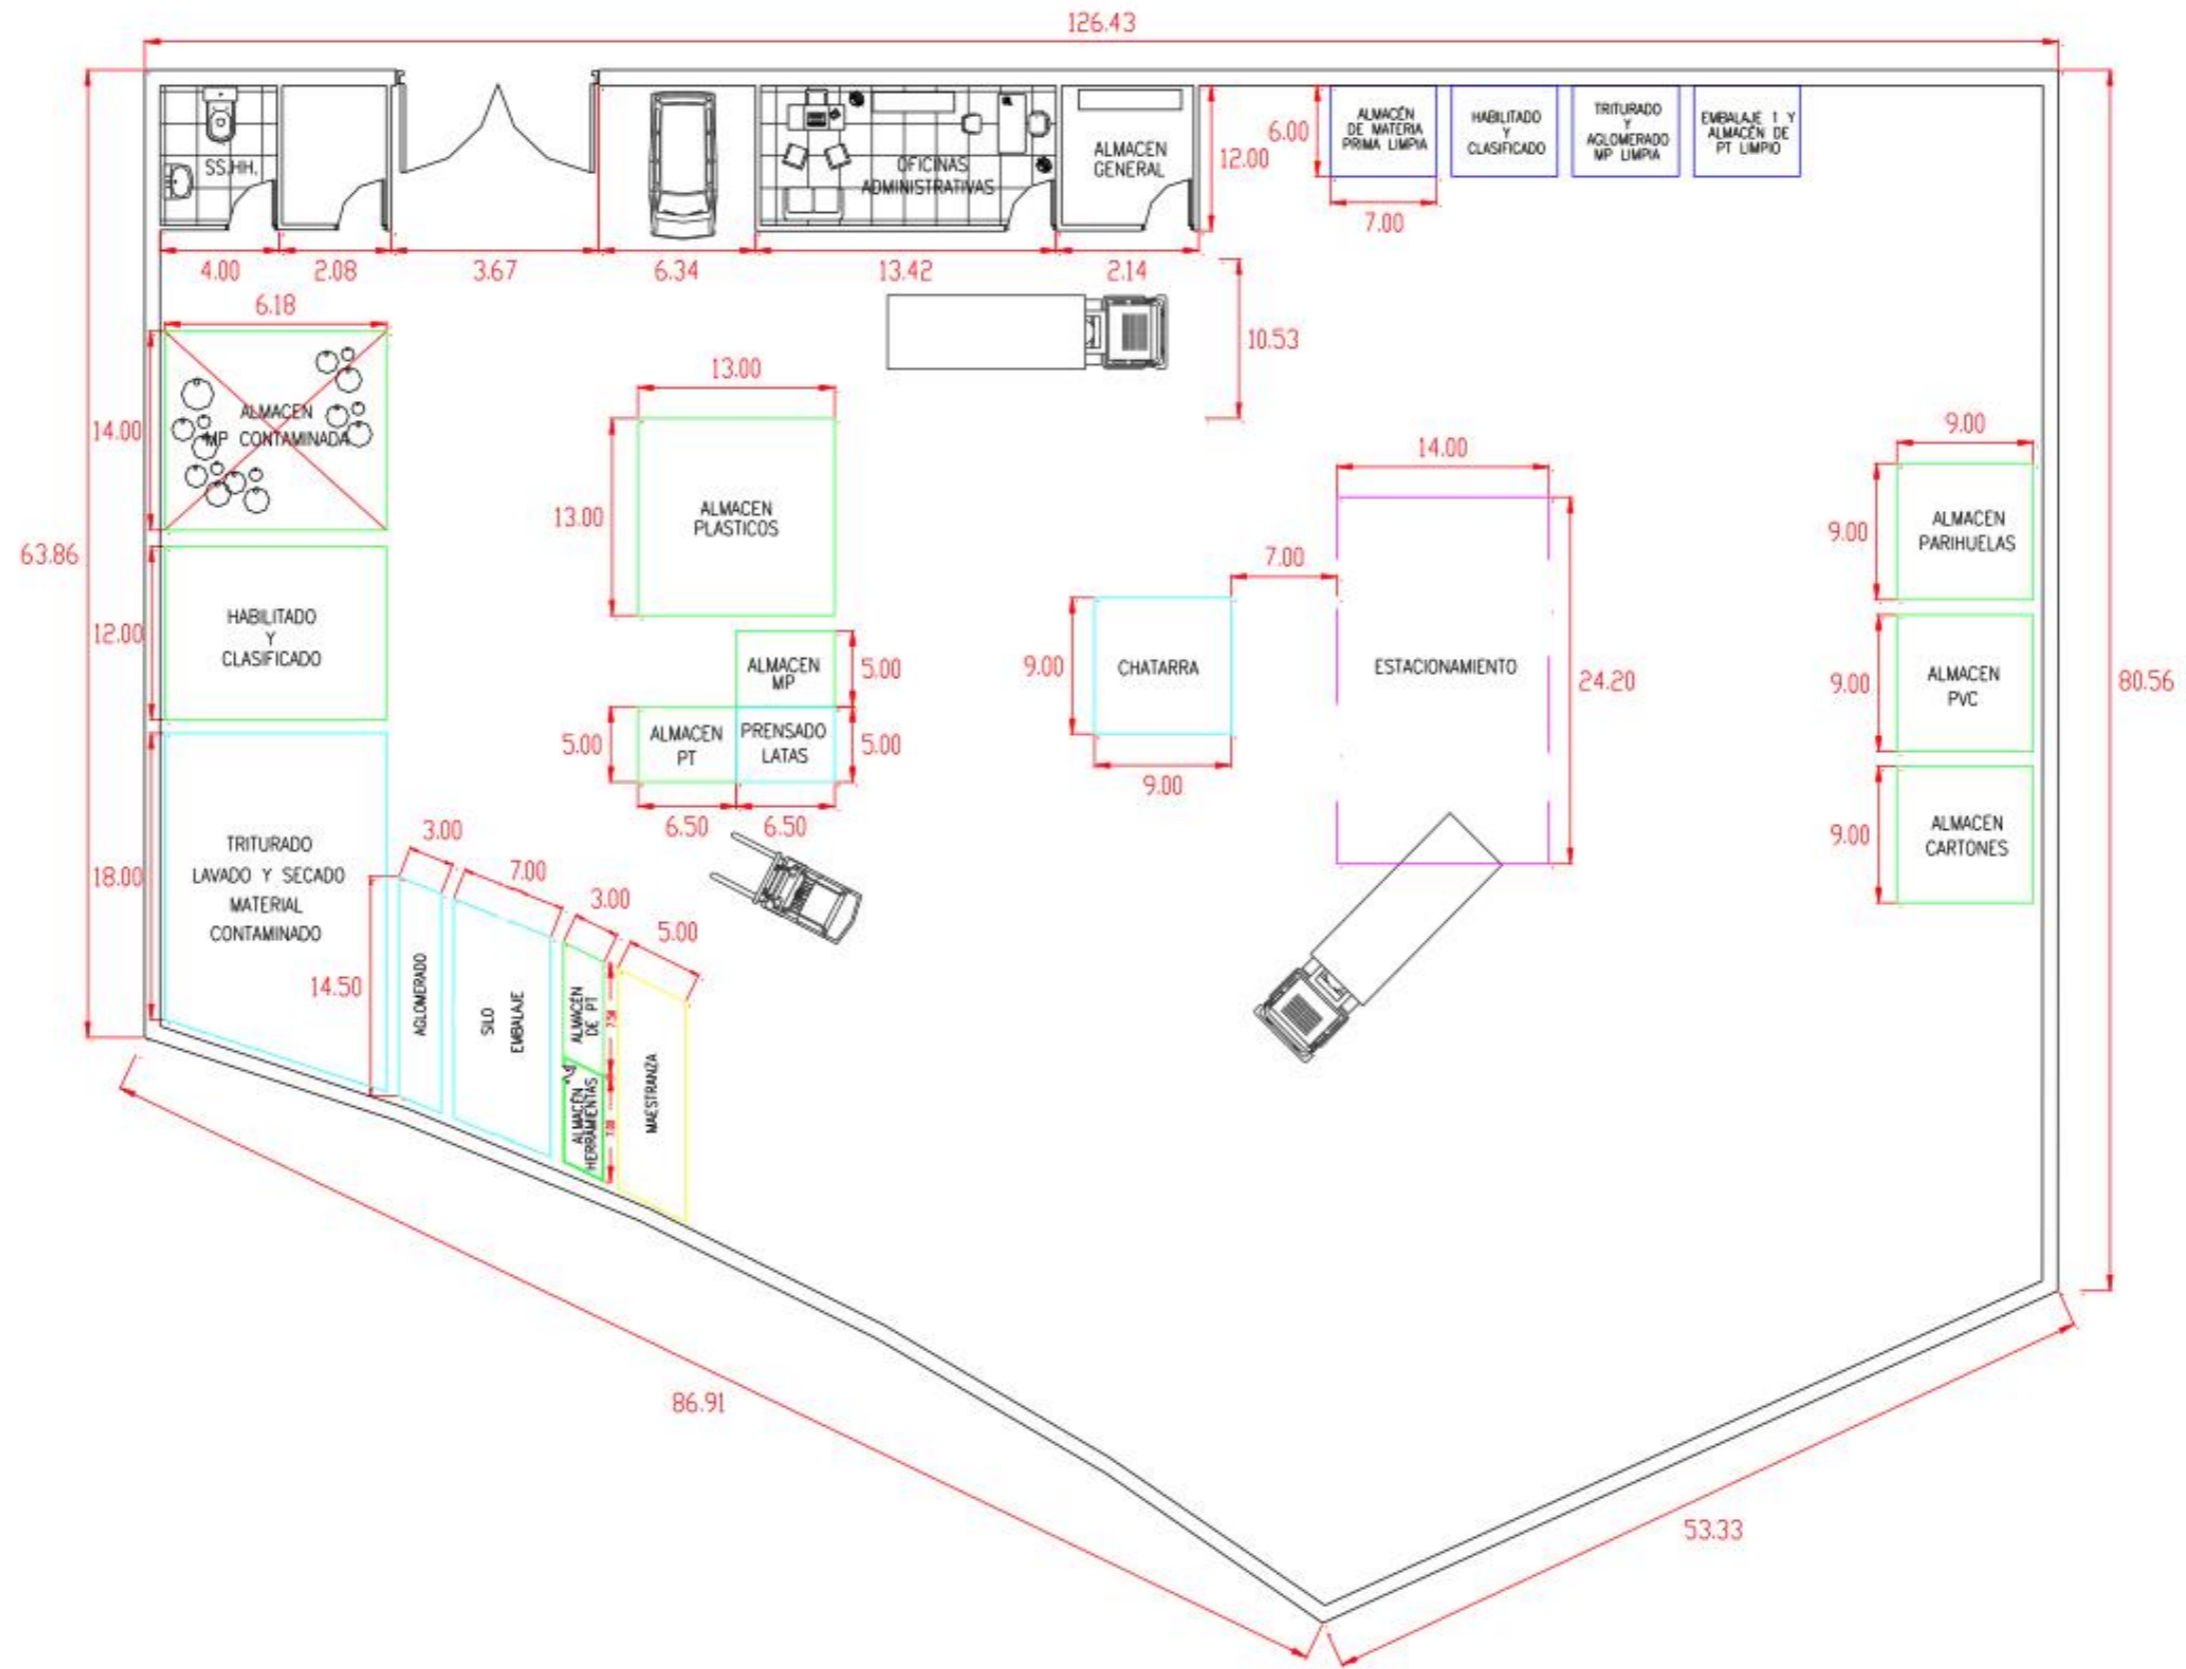 126.43
SS.HH.
OFICINAS
ADMINISTRATIVAS
ALMACEN
GENERAL
12.00
6.00
ALMACÉN
DE MATERIA
PRIMA LIMPIA
HABILITADO
Y
CLASIFICADO
TRITURADO
Y
AGLOMERADO
MP LIMPIA
EMBALAJE 1 Y
ALMACÉN DE
PT LIMPIO
7.00
4.00
2.08
3.67
6.34
13.42
2.14
6.18
10.53
14.00
ALMACEN
MP CONTAMINADA
13.00
13.00
ALMACEN
PLASTICOS
14.00
9.00
9.00
ALMACEN
PARIHUELAS
63.86
12.00
HABILITADO
Y
CLASIFICADO
7.00
ALMACEN
MP
5.00
9.00
CHATARRA
9.00
ESTACIONAMIENTO
24.20
9.00
ALMACEN
PVC
80.56
5.00
ALMACEN
PT
PRENSADO
LATAS
5.00
6.50
6.50
9.00
ALMACEN
CARTONES
18.00
TRITURADO
LAVADO Y SECADO
MATERIAL
CONTAMINADO
3.00
7.00
3.00
5.00
14.50
AGLOMERADO
SILO
EMBALAJE
ALMACÉN
DE PT
7.50
ALMACÉN
HERRAMIENTAS
7.00
MAESTRANZA
86.91
53.33